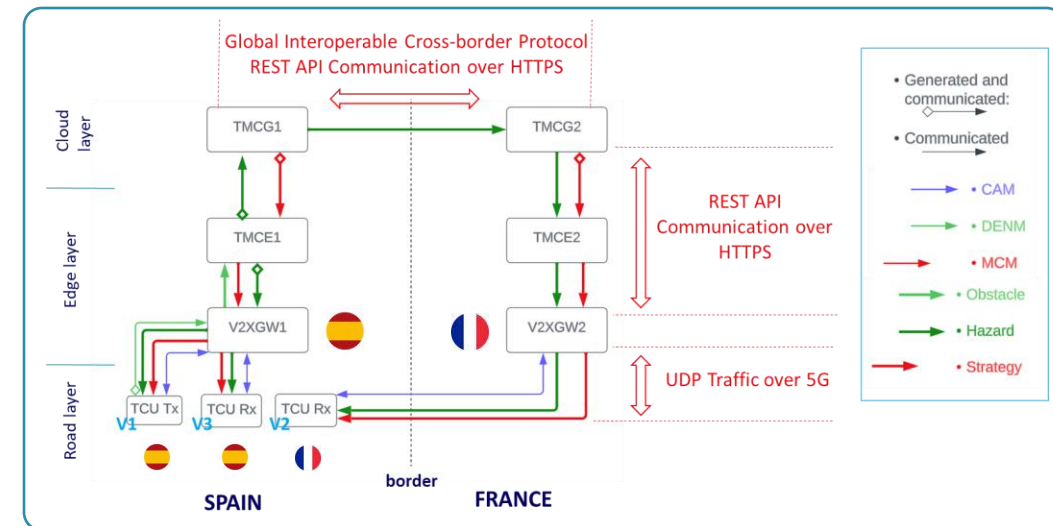 Global Interoperable Cross-border Protocol
REST API Communication over HTTPS
Cloud
layer
TMCG1
TMCG2
• Generated and
communicated:
• Communicated
• CAM
• DENM
• MCM
• Obstacle
• Hazard
• Strategy
REST API
Communication over
HTTPS
Edge layer
TMCE1
TMCE2
V2XGW1
V2XGW2
UDP Traffic over 5G
Road layer
TCU Tx
V1
TCU Rx
V3
TCU Rx
V2
border
SPAIN
FRANCE